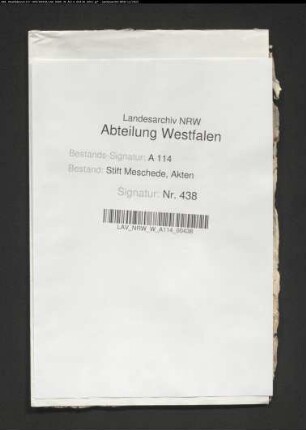 Landesarchiv NRW
Abteilung Westfalen
Bestands-Signatur: A 114
Bestand: Stift Meschede, Akten
Signatur: Nr. 438
LAV_NRW_W_A114_00438